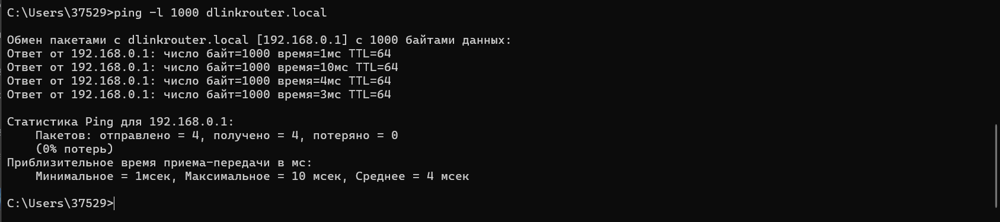 C:\Users\37529>ping -l 1000 dlinkrouter.local
Обмен пакетами с dlinkrouter.local [192.168.0.1] с 1000 байтами данных:
Ответ от 192.168.0.1: число байт=1000 время=1мс TTL=64
Ответ от 192.168.0.1: число байт=1000 время=10мс TTL=64
Ответ от 192.168.0.1: число байт=1000 время=4мс TTL=64
Ответ от 192.168.0.1: число байт=1000 время=3мс TTL=64
Статистика Ping для 192.168.0.1:
    Пакетов: отправлено = 4, получено = 4, потеряно = 0
    (0% потерь)
Приблизительное время приема-передачи в мс:
    Минимальное = 1мсек, Максимальное = 10 мсек, Среднее = 4 мсек
C:\Users\37529>